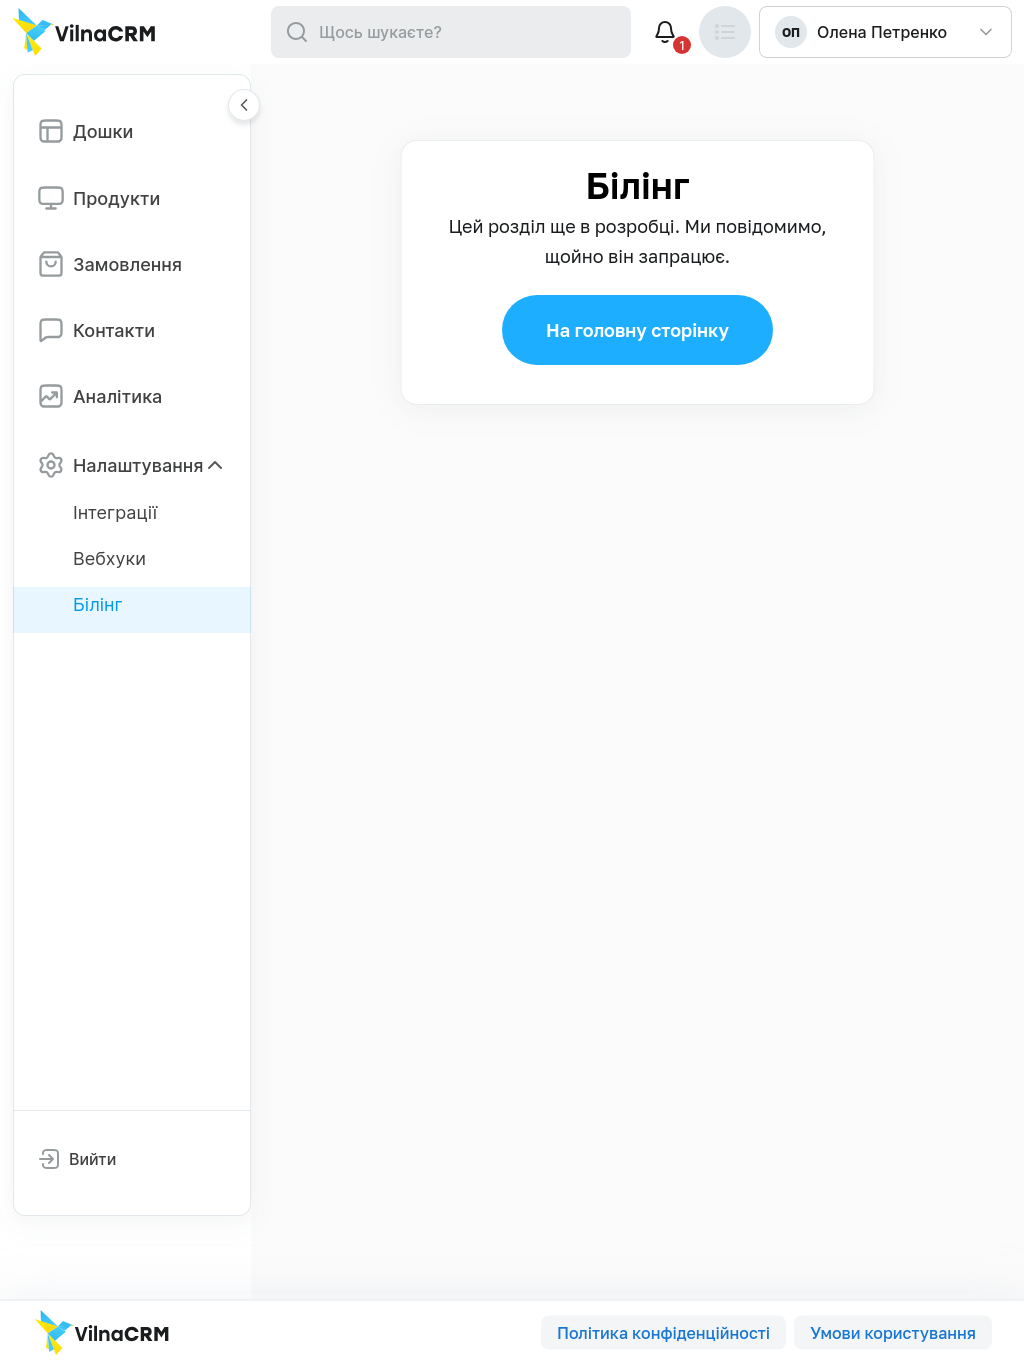 VilnaCRM
Щось шукаєте?
1
ОП
Олена Петренко
Дошки
Продукти
Замовлення
Контакти
Аналітика
Налаштування
Інтеграції
Вебхуки
Білінг
Вийти
Білінг
Цей розділ ще в розробці. Ми повідомимо,
щойно він запрацює.
На головну сторінку
VilnaCRM
Політика конфіденційності
Умови користування